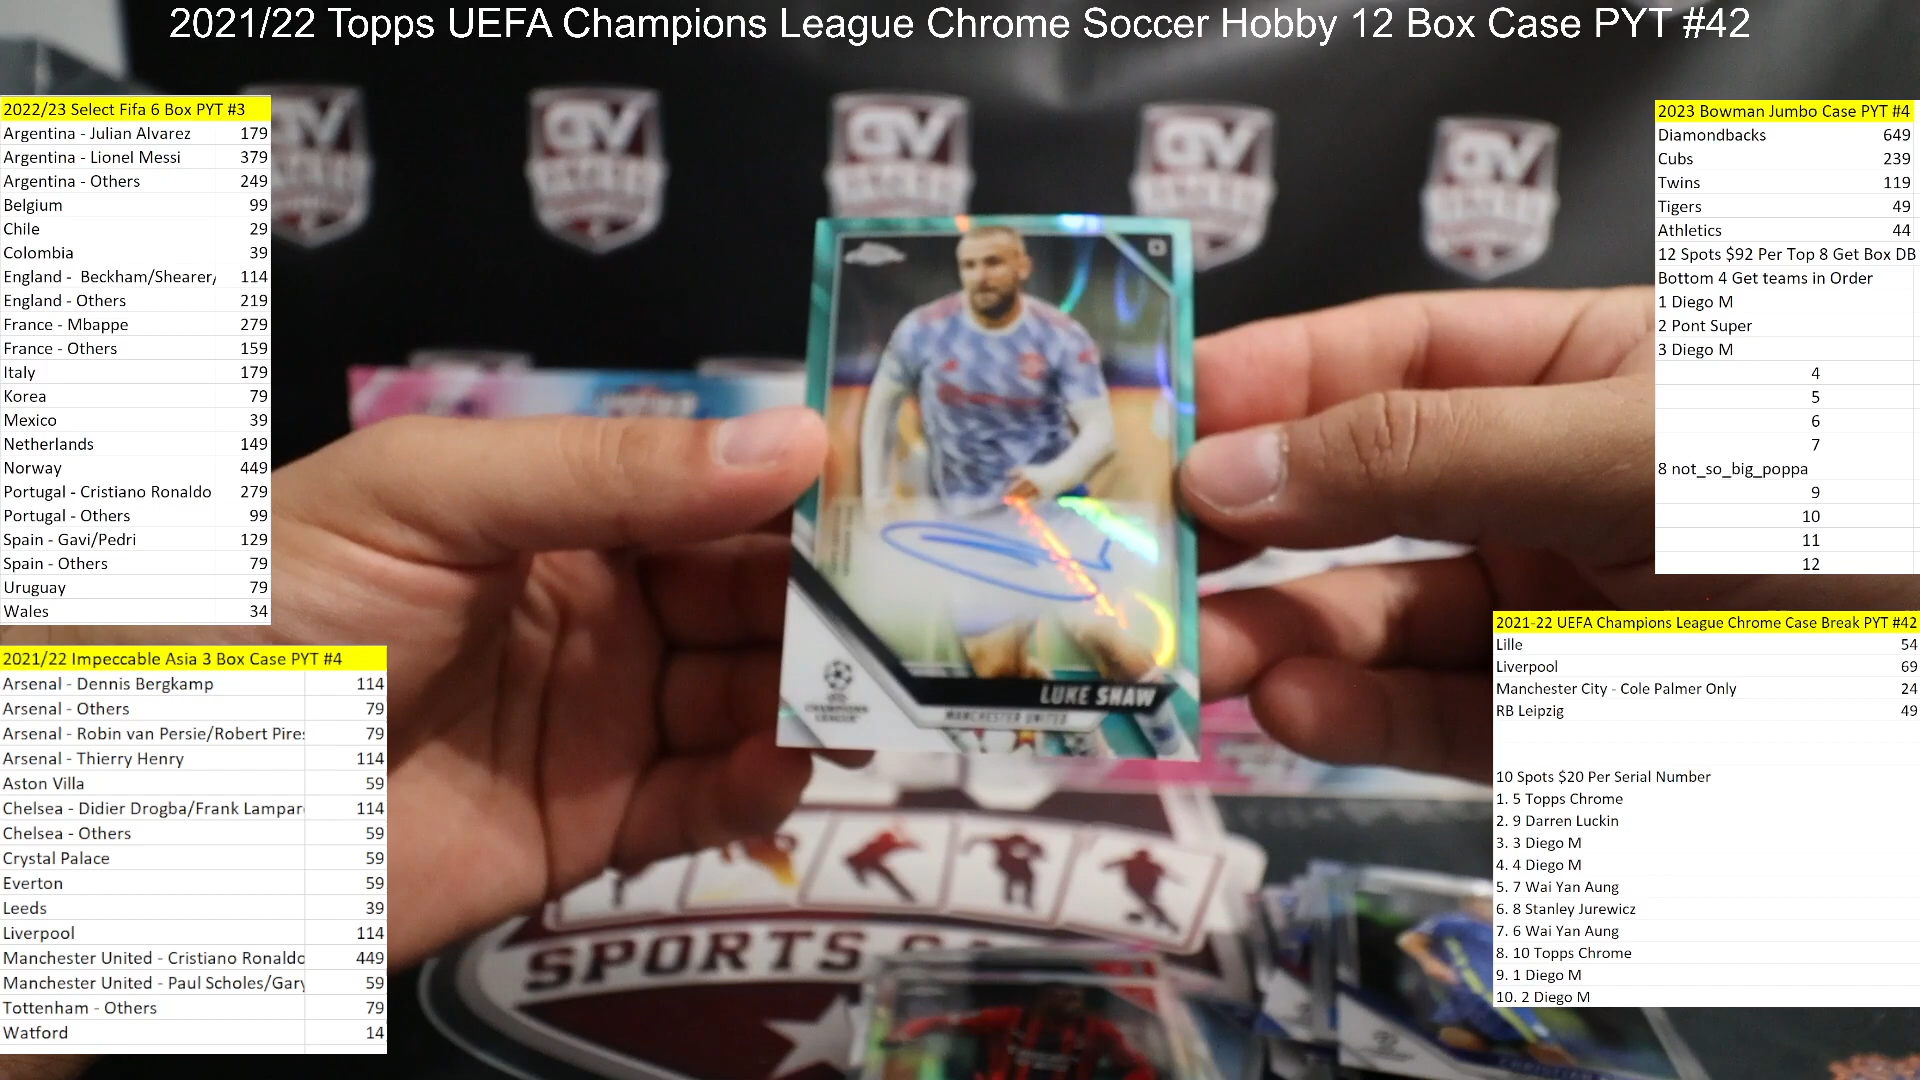 2021/22 Topps UEFA Champions League Chrome Soccer Hobby 12 Box Case PYT #42
2022/23 Select Fifa 6 Box PYT #3
Argentina - Julian Alvarez 179
Argentina - Lionel Messi 379
Argentina - Others 249
Belgium 99
Chile 29
Colombia 39
England - Beckham/Shearer/ 114
England - Others 219
France - Mbappe 279
France - Others 159
Italy 179
Korea 79
Mexico 39
Netherlands 149
Norway 449
Portugal - Cristiano Ronaldo 279
Portugal - Others 99
Spain - Gavi/Pedri 129
Spain - Others 79
Uruguay 79
Wales 34
2021/22 Impeccable Asia 3 Box Case PYT #4
Arsenal - Dennis Bergkamp 114
Arsenal - Others 79
Arsenal - Robin van Persie/Robert Pires 79
Arsenal - Thierry Henry 114
Aston Villa 59
Chelsea - Didier Drogba/Frank Lampar 114
Chelsea - Others 59
Crystal Palace 59
Everton 59
Leeds 39
Liverpool 114
Manchester United - Cristiano Ronaldo 449
Manchester United - Paul Scholes/Gary 59
Tottenham - Others 79
Watford 14
GV
GV
GV
GV
GV
LUKE SHAW
MANCHESTER UNITED
CHAMPIONS
LEAGUE
SPORTS
2023 Bowman Jumbo Case PYT #4
Diamondbacks 649
Cubs 239
Twins 119
Tigers 49
Athletics 44
12 Spots $92 Per Top 8 Get Box DB
Bottom 4 Get teams in Order
1 Diego M
2 Pont Super
3 Diego M
4
5
6
7
8 not_so_big_poppa
9
10
11
12
2021-22 UEFA Champions League Chrome Case Break PYT #42
Lille 54
Liverpool 69
Manchester City - Cole Palmer Only 24
RB Leipzig 49
10 Spots $20 Per Serial Number
1. 5 Topps Chrome
2. 9 Darren Luckin
3. 3 Diego M
4. 4 Diego M
5. 7 Wai Yan Aung
6. 8 Stanley Jurewicz
7. 6 Wai Yan Aung
8. 10 Topps Chrome
9. 1 Diego M
10. 2 Diego M